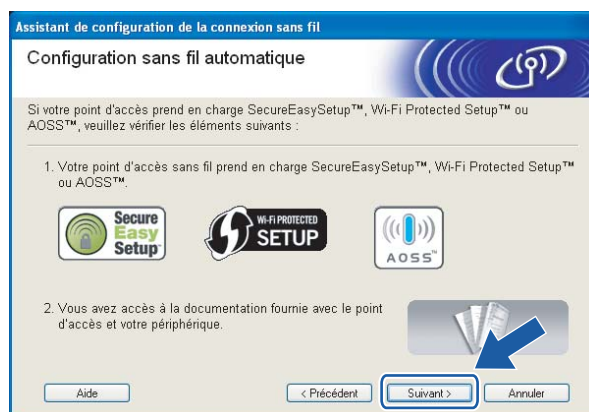 Assistant de configuration de la connexion sans fil
Configuration sans fil automatique
Si votre point d'accès prend en charge SecureEasySetup™, Wi-Fi Protected Setup™ ou
AOSS™, veuillez vérifier les éléments suivants :
1. Votre point d'accès sans fil prend en charge SecureEasySetup™, Wi-Fi Protected Setup™
ou AOSS™.
Secure
Easy
Setup
WI-FI PROTECTED
SETUP
AOSS™
2. Vous avez accès à la documentation fournie avec le point
d'accès et votre périphérique.
Aide
< Précédent
Suivant >
Annuler